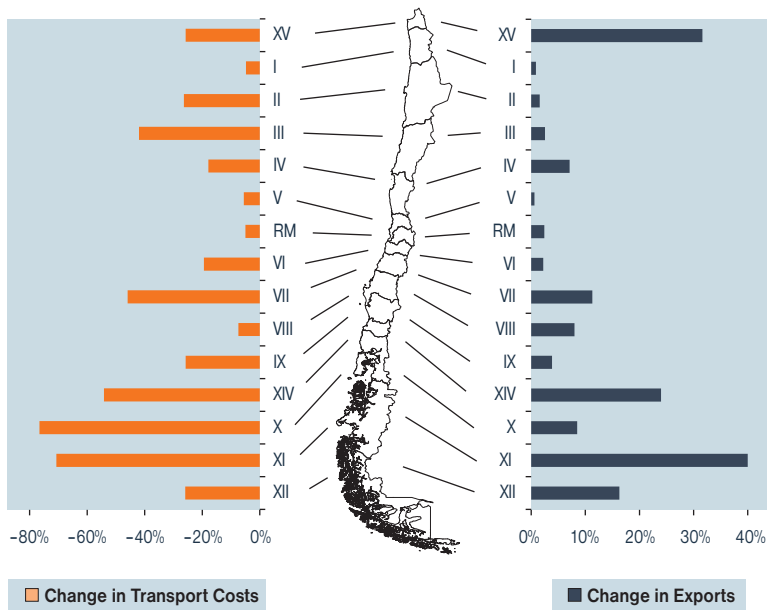 XV XV
I I
II II
III III
IV IV
V V
RM RM
VI VI
VII VII
VIII VIII
IX IX
XIV XIV
X X
XI XI
XII XII
−80% −60% −40% −20% 0% 0% 10% 20% 30% 40%
Change in Transport Costs Change in Exports